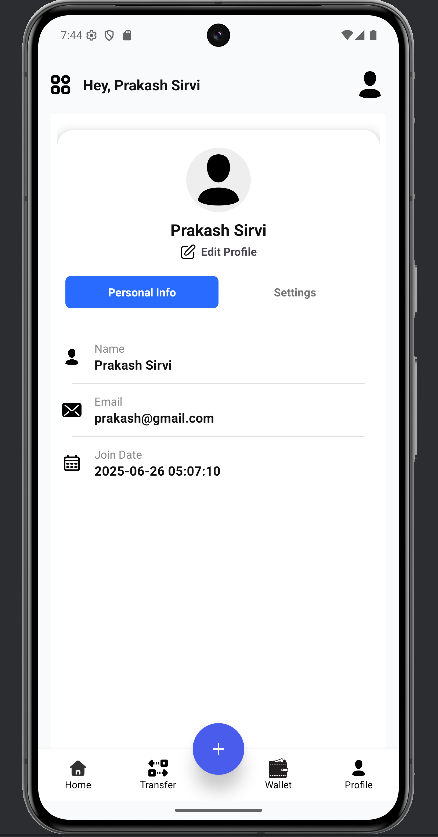 7:44
Hey, Prakash Sirvi
Prakash Sirvi
Edit Profile
Personal Info Settings
Name
Prakash Sirvi
Email
prakash@gmail.com
Join Date
2025-06-26 05:07:10
+
Home Transfer Wallet Profile